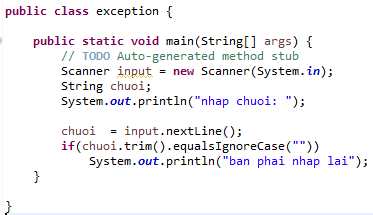 public class exception {
public static void main(String[] args) {
// TODO Auto-generated method stub
Scanner input = new Scanner(System.in);
String chuoi;
System.out.println("nhap chuoi: ");
chuoi  = input.nextLine();
if(chuoi.trim().equalsIgnoreCase(""))
System.out.println("ban phai nhap lai");
}
}